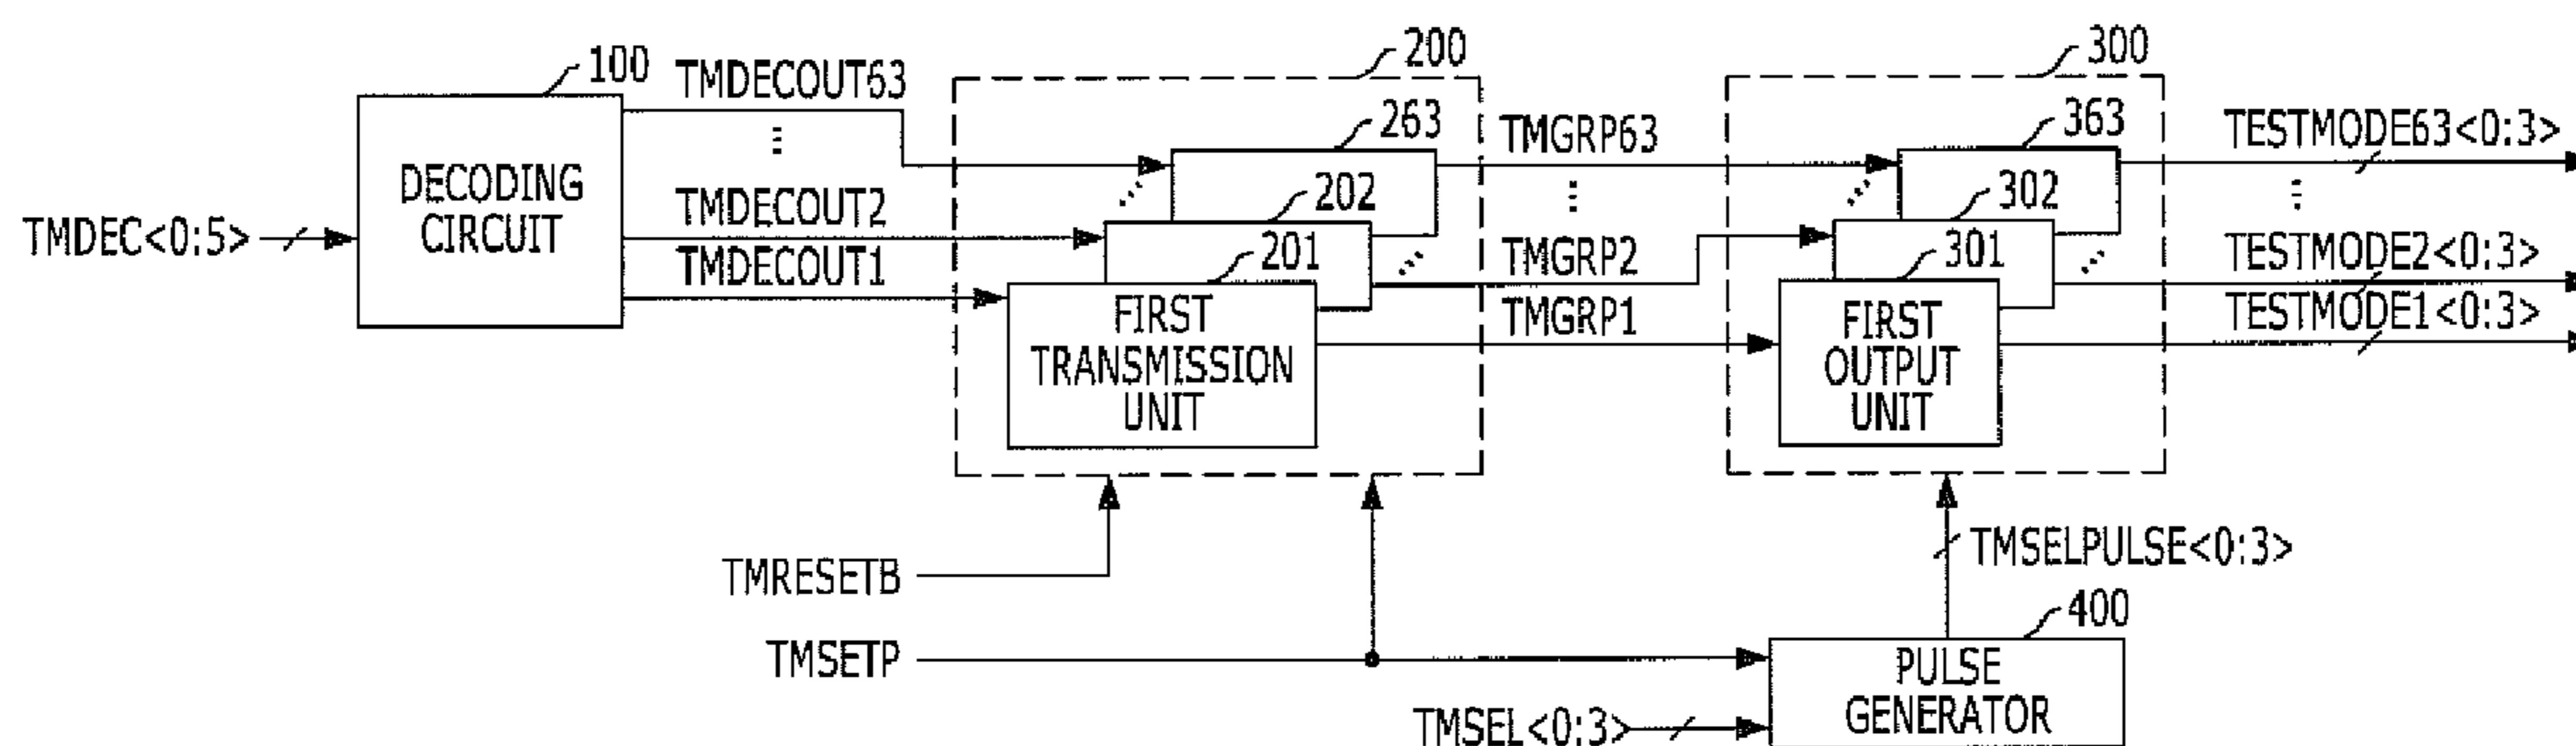 100
TMDECOUT63
200
300
263
TMGRP63
363
TESTMODE63<0:3>
DECODING
CIRCUIT
TMDEC<0:5>
TMDECOUT2
202
302
TMDECOUT1
201
TMGRP2
301
TESTMODE2<0:3>
FIRST
TRANSMISSION
UNIT
TMGRP1
FIRST
OUTPUT
UNIT
TESTMODE1<0:3>
TMRESETB
TMSELPULSE<0:3>
TMSETP
400
PULSE
GENERATOR
TMSEL<0:3>